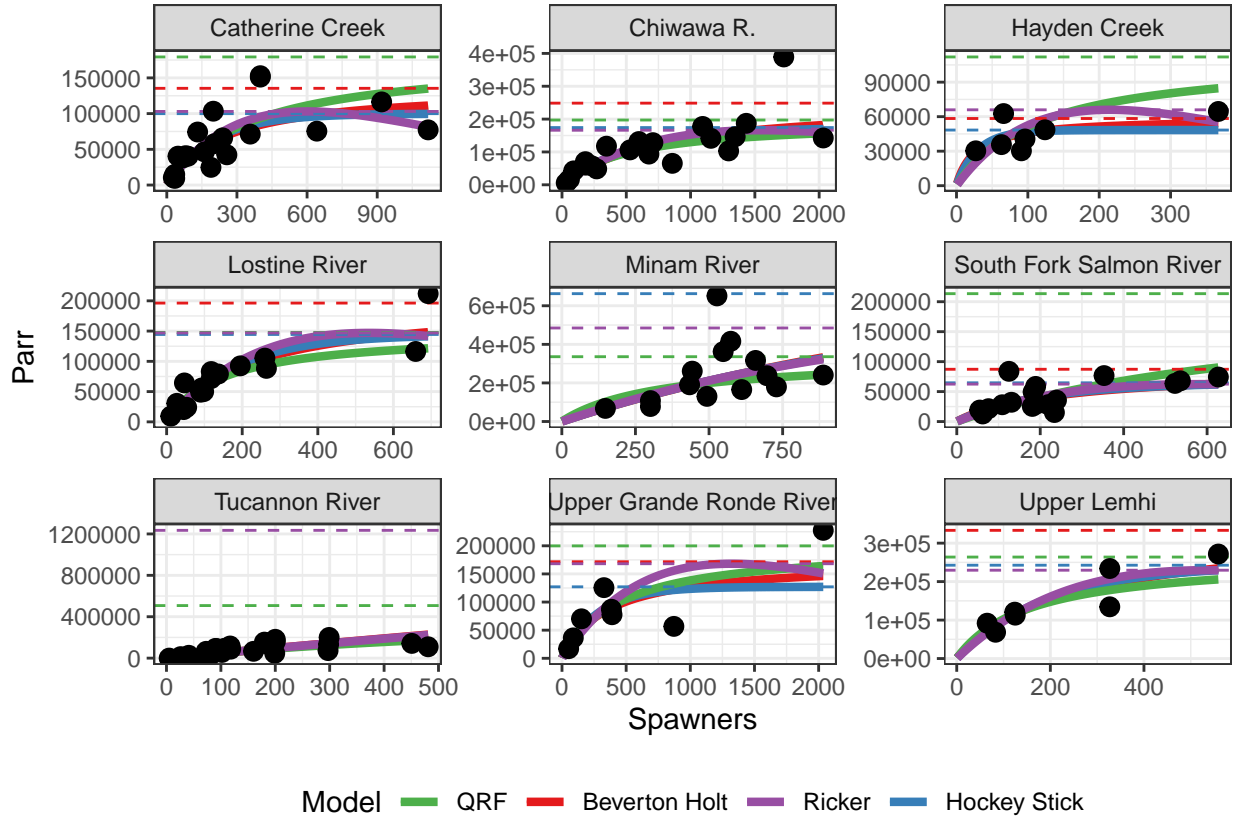 Catherine Creek
Chiwawa R.
Hayden Creek
150000
100000
50000
0
0 300 600 900
4e+05
3e+05
2e+05
1e+05
0e+00
0 500 1000 1500 2000
90000
60000
30000
0
0 100 200 300
Lostine River
Minam River
South Fork Salmon River
200000
150000
100000
50000
0
0 200 400 600
6e+05
4e+05
2e+05
0e+00
250 500 750
200000
150000
100000
50000
0
0 200 400 600
Parr
Tucannon River
Upper Grande Ronde River
Upper Lemhi
1200000
800000
400000
0
0 100 200 300 400 500
200000
150000
100000
50000
0
0 500 1000 1500 2000
3e+05
2e+05
1e+05
0e+00
0 200 400
Spawners
Model QRF Beverton Holt Ricker Hockey Stick